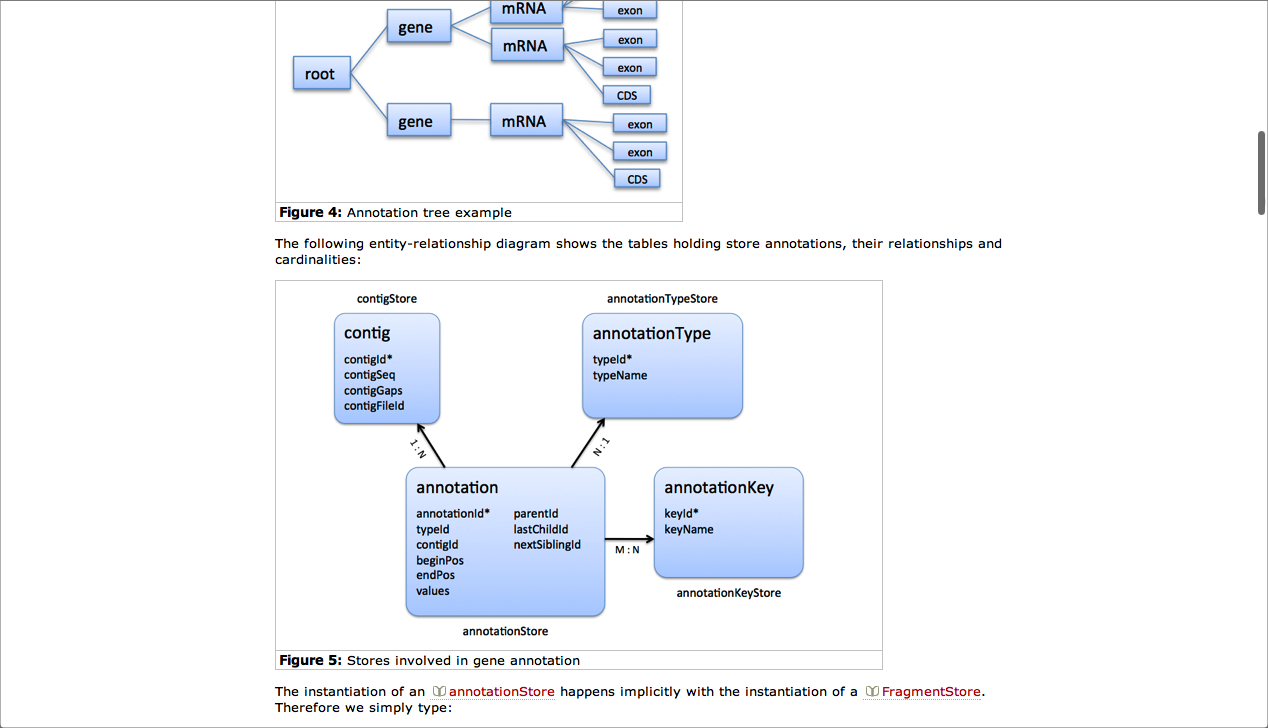 mRNA
exon
gene
exon
mRNA
exon
root
CDS
gene
mRNA
exon
exon
CDS
Figure 4: Annotation tree example
The following entity-relationship diagram shows the tables holding store annotations, their relationships and
cardinalities:
contigStore
annotationTypeStore
contig
contigId*
contigSeq
contigGaps
contigFileId
annotationType
typeId*
typeName
1:N
N:1
annotation
annotationId*
typeId
contigId
beginPos
endPos
values
parentId
lastChildId
nextSiblingId
M:N
annotationKey
keyId*
keyName
annotationKeyStore
annotationStore
Figure 5: Stores involved in gene annotation
The instantiation of an annotationStore happens implicitly with the instantiation of a FragmentStore.
Therefore we simply type: